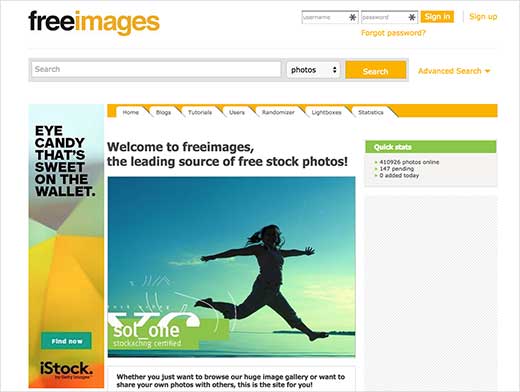 freeimages
username
password
Sign in
Sign up
Forgot password?
Search
photos
Search
Advanced Search
Home
Blogs
Tutorials
Users
Randomizer
Lightboxes
Statistics
EYE
CANDY
THAT'S
SWEET
ON THE
WALLET.
Find now
iStock.
by Getty Images
Welcome to freeimages,
the leading source of free stock photos!
sot_one
stockxchng certified
Quick stats
410926 photos online
147 pending
0 added today
Whether you just want to browse our huge image gallery or want to
share your own photos with others, this is the site for you!